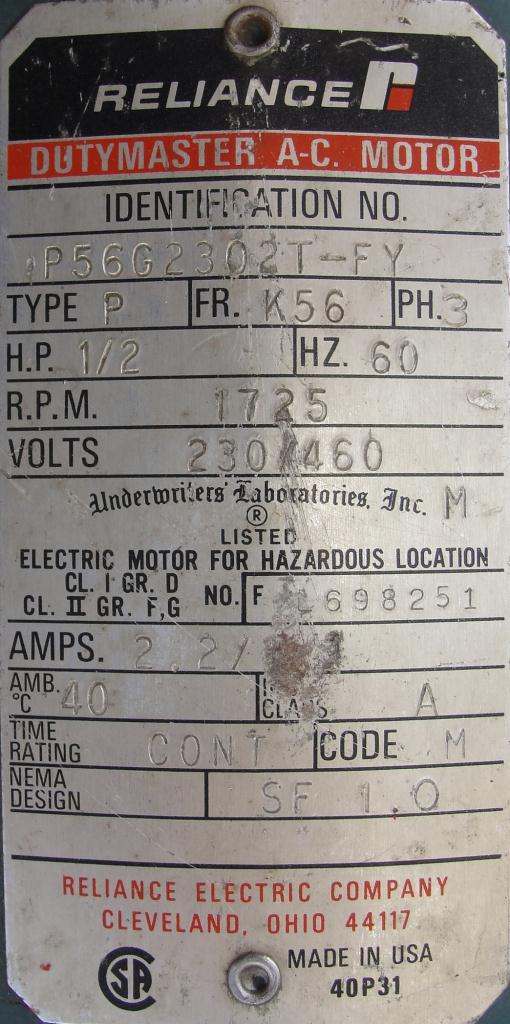 RELIANCE
DUTYMASTER A-C. MOTOR
IDENTIFICATION NO.
P56G2302T-FY
TYPE P FR. K56 PH. 3
H.P. 1/2 HZ. 60
R.P.M. 1725
VOLTS 230/460
Underwriters' Laboratories, Inc. M
®
LISTED
ELECTRIC MOTOR FOR HAZARDOUS LOCATION
CL. I GR. D
CL. II GR. F,G NO. F 698251
AMPS. 2.2/
AMB. °C 40 CLASS A
TIME RATING CONT CODE M
NEMA DESIGN SF 1.0
RELIANCE ELECTRIC COMPANY
CLEVELAND, OHIO 44117
SA MADE IN USA
40P31